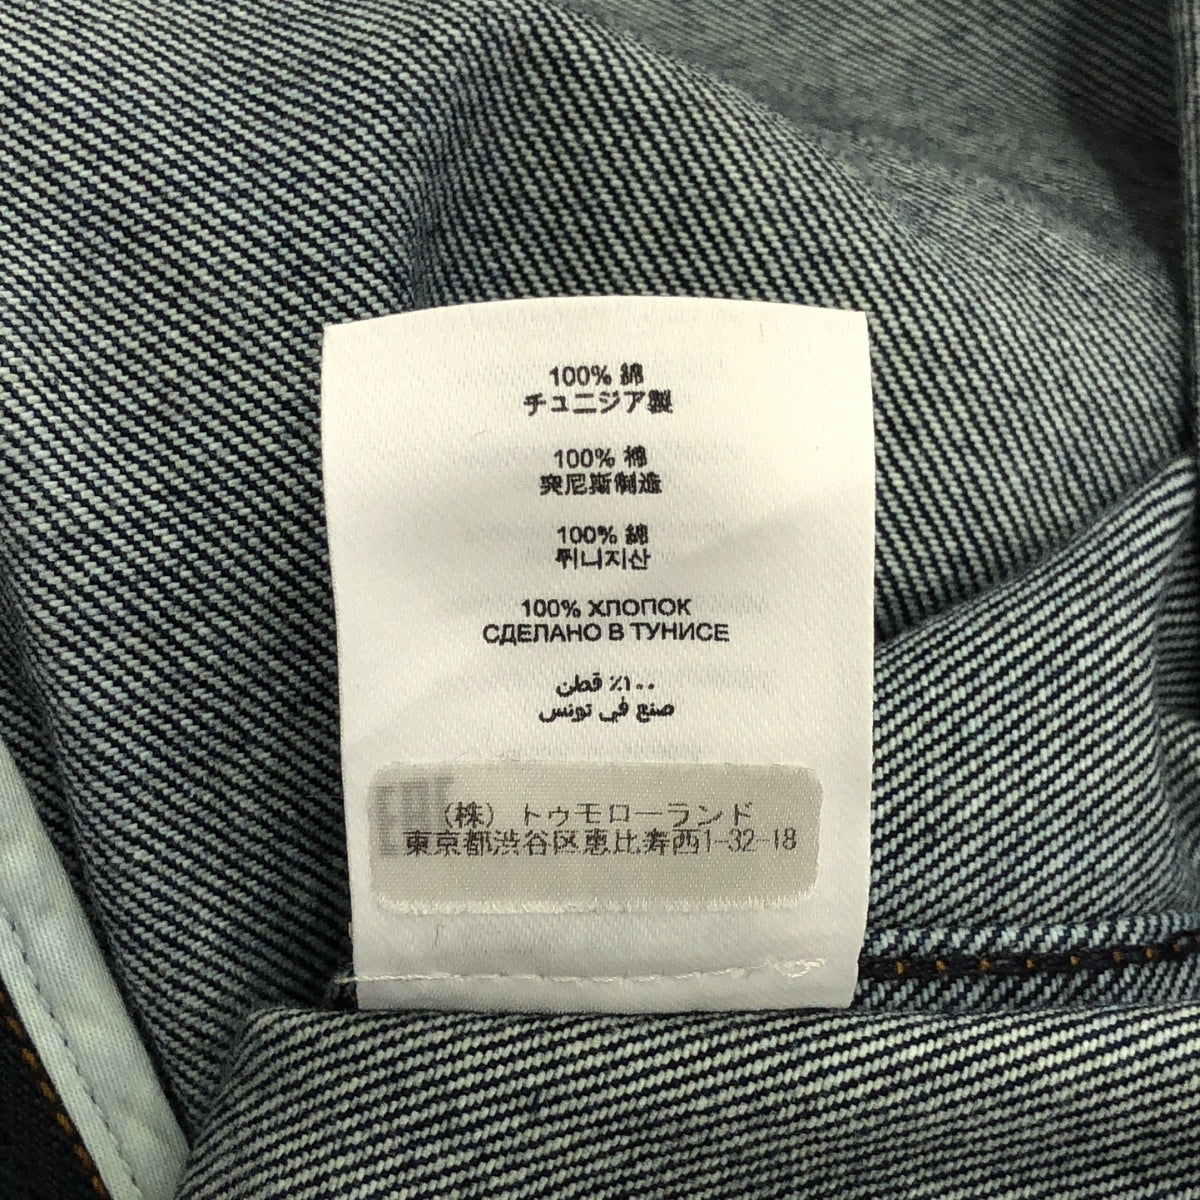 100% 綿
チュニジア製
100% 棉
突尼斯制造
100% 綿
튀니지산
100% ХЛОПОК
СДЕЛАНО В ТУНИСЕ
١٠٠٪ قطن
صنع في تونس
(株) トゥモローランド
東京都渋谷区恵比寿西1-32-18